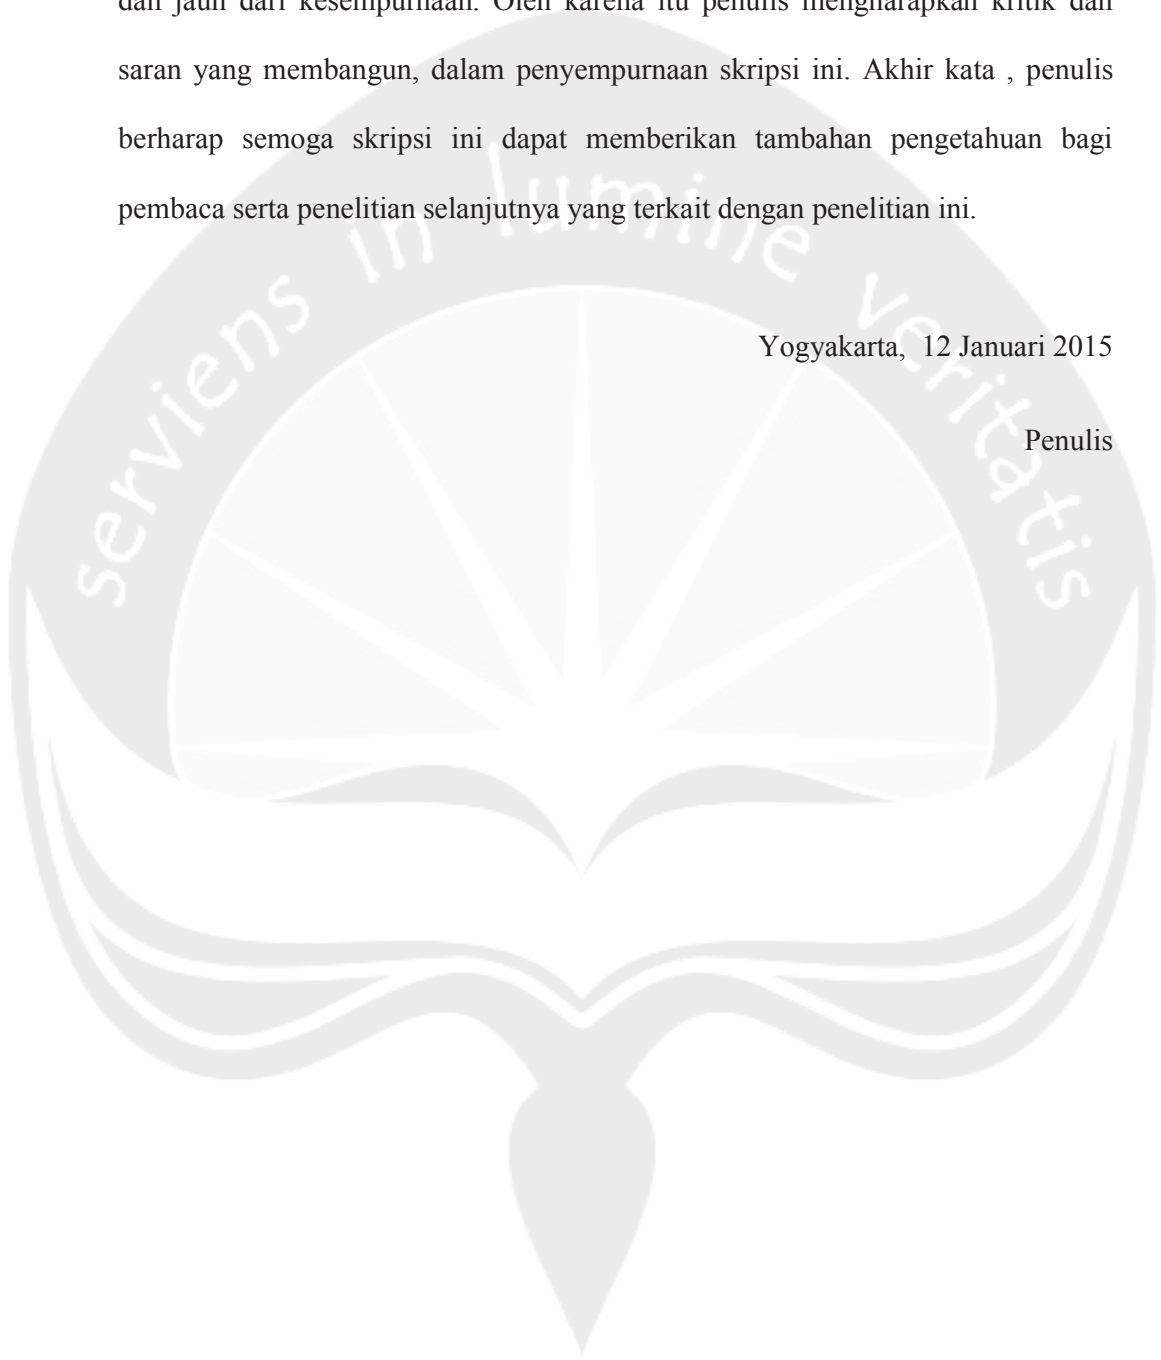 dan jauh dari kesempurnaan. Oleh karena itu penulis mengharapkan kritik dan
saran yang membangun, dalam penyempurnaan skripsi ini. Akhir kata , penulis
berharap semoga skripsi ini dapat memberikan tambahan pengetahuan bagi
pembaca serta penelitian selanjutnya yang terkait dengan penelitian ini.
serviens in lumine veritatis
Yogyakarta, 12 Januari 2015
Penulis